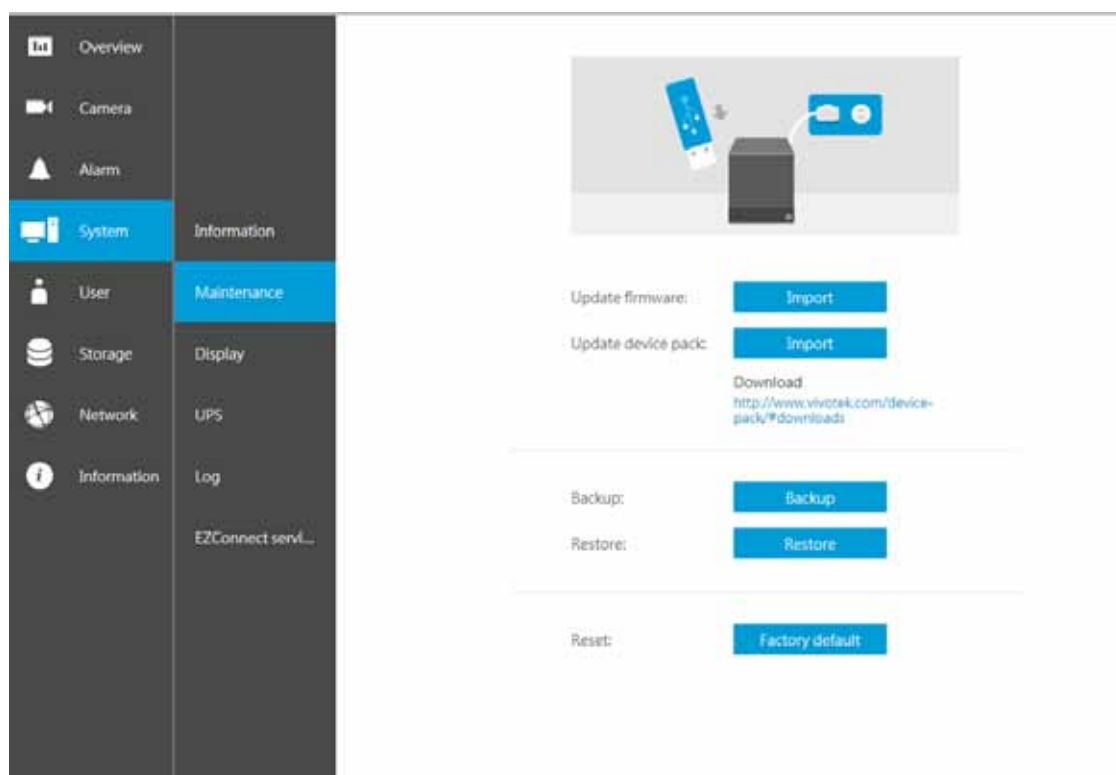 Overview
Camera
Alarm
System
User
Storage
Network
Information
Information
Maintenance
Display
UPS
Log
EZConnect servi...
Update firmware:
Import
Update device pack:
Import
Download
http://www.vivotek.com/device-
pack/#downloads
Backup:
Backup
Restore:
Restore
Reset:
Factory default